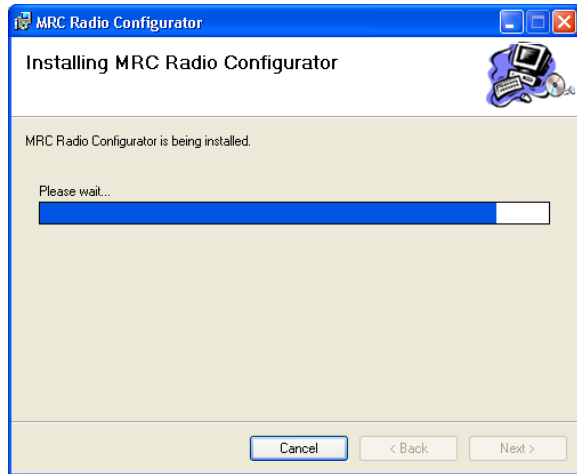 MRC Radio Configurator
Installing MRC Radio Configurator
MRC Radio Configurator is being installed.
Please wait...
Cancel
< Back
Next >